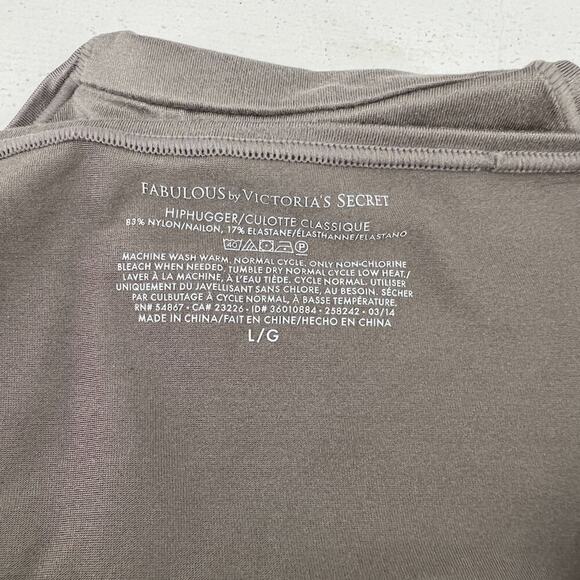 FABULOUS by VICTORIA'S SECRET
HIPHUGGER/CULOTTE CLASSIQUE
83% NYLON/NAILON, 17% ELASTANE/ÉLASTHANNE/ELASTANO
40 P
MACHINE WASH WARM. NORMAL CYCLE. ONLY NON-CHLORINE
BLEACH WHEN NEEDED. TUMBLE DRY NORMAL CYCLE LOW HEAT./
LAVER À LA MACHINE, À L'EAU TIÈDE. CYCLE NORMAL. UTILISER
UNIQUEMENT DU JAVELLISANT SANS CHLORE, AU BESOIN. SÉCHER
PAR CULBUTAGE À CYCLE NORMAL, À BASSE TEMPÉRATURE.
RN# 54867 • CA# 23226 • ID# 36010884 • 258242 • 03/14
MADE IN CHINA/FAIT EN CHINE/HECHO EN CHINA
L/G